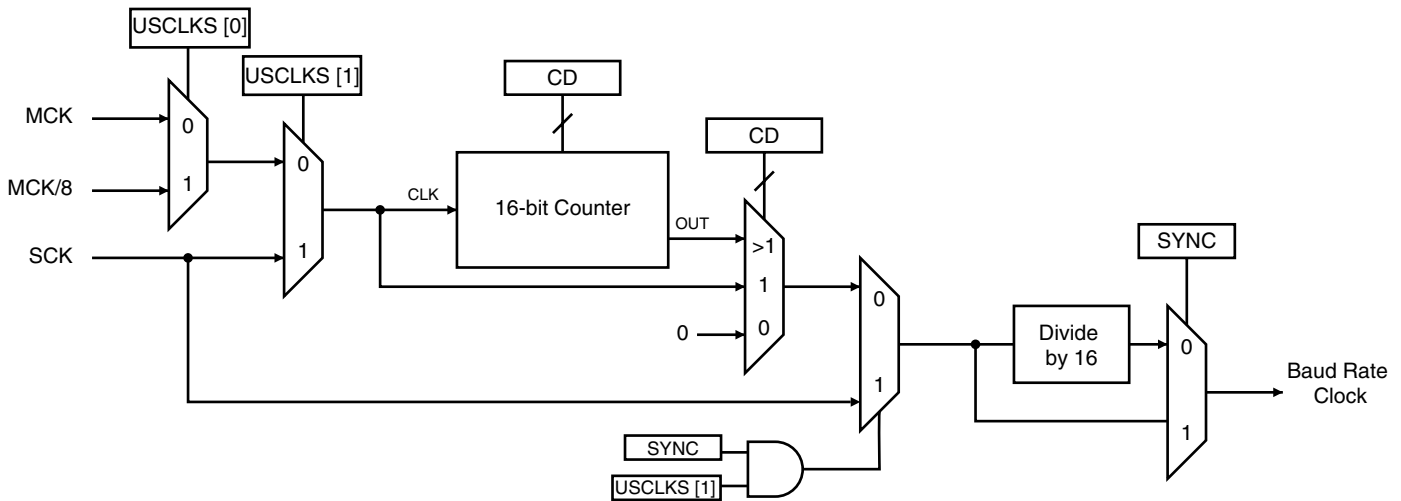 USCLKS [0]
USCLKS [1]
CD
MCK
0
CD
0
MCK/8
1
CLK
16-bit Counter
OUT
SYNC
SCK
1
>1
1
0
0
0
Divide
by 16
0
1
Baud Rate
Clock
1
SYNC
USCLKS [1]